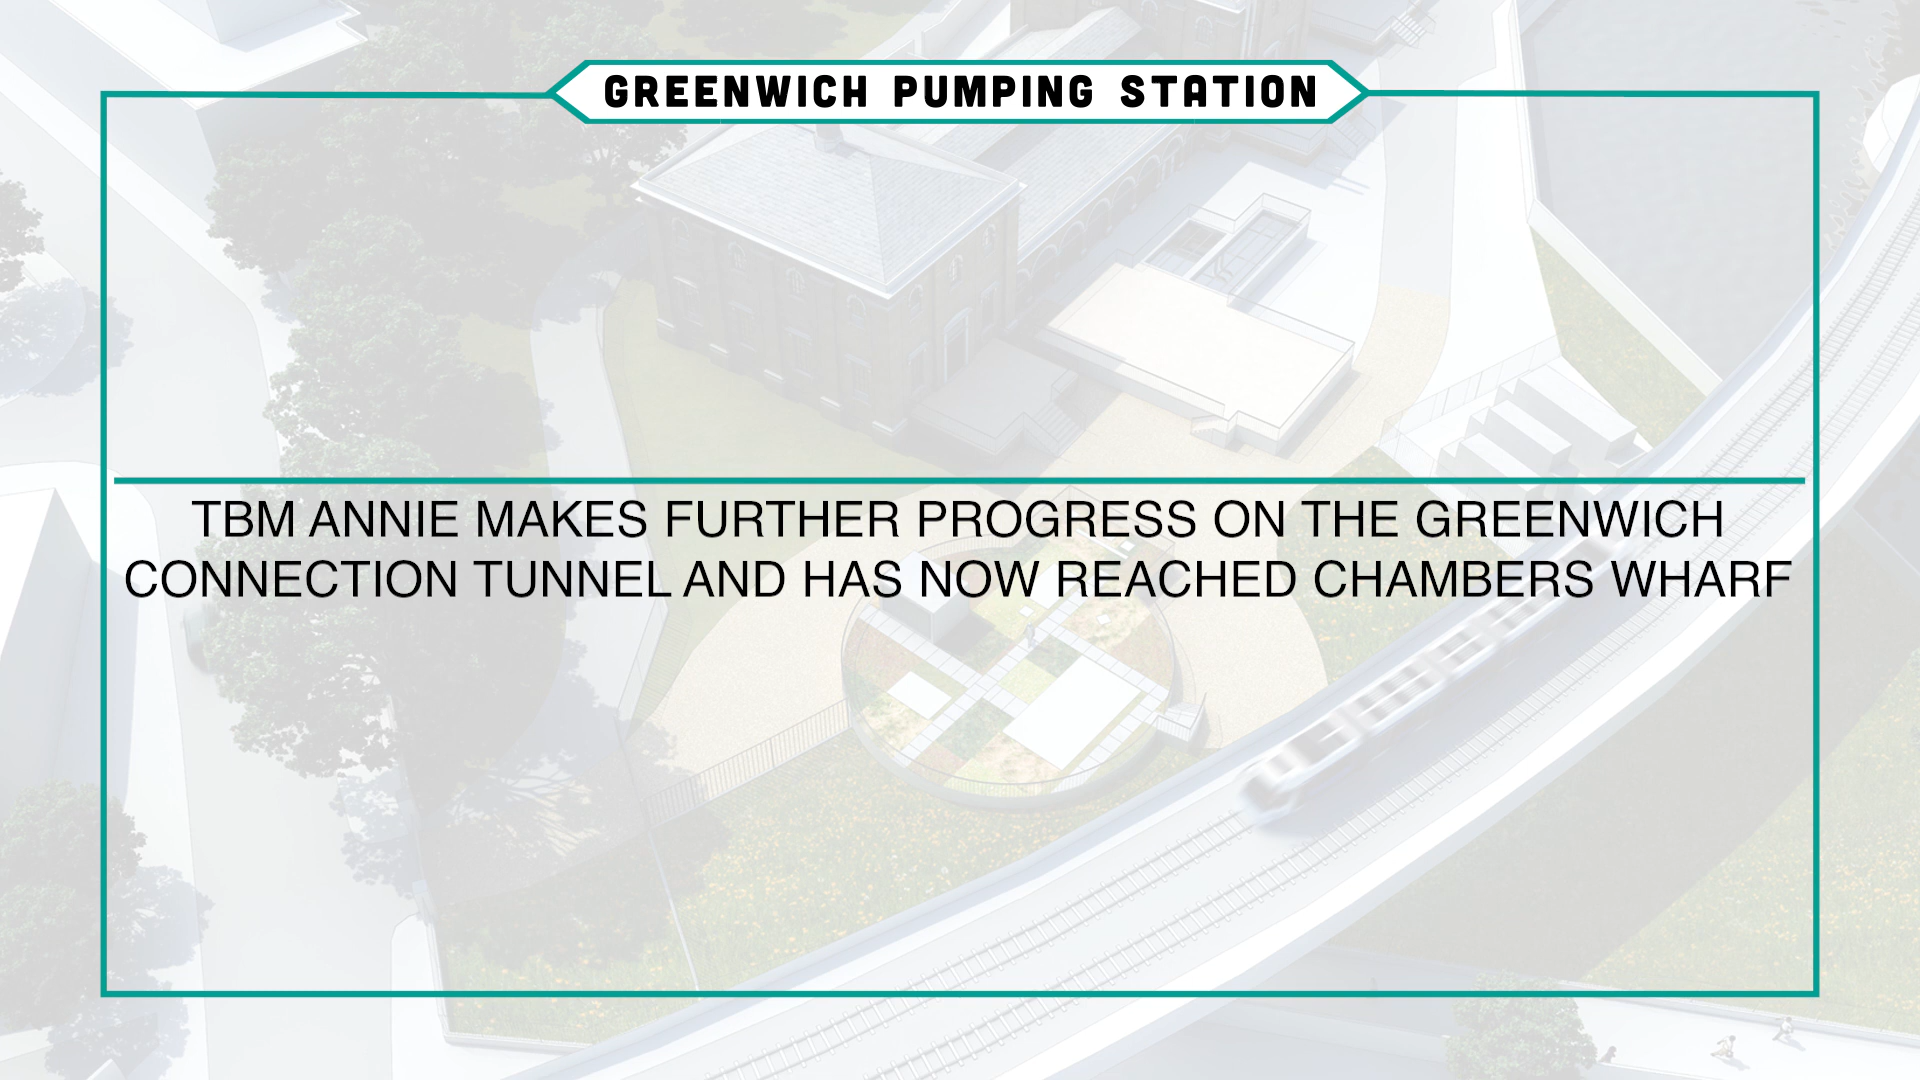 GREENWICH PUMPING STATION
TBM ANNIE MAKES FURTHER PROGRESS ON THE GREENWICH
CONNECTION TUNNEL AND HAS NOW REACHED CHAMBERS WHARF